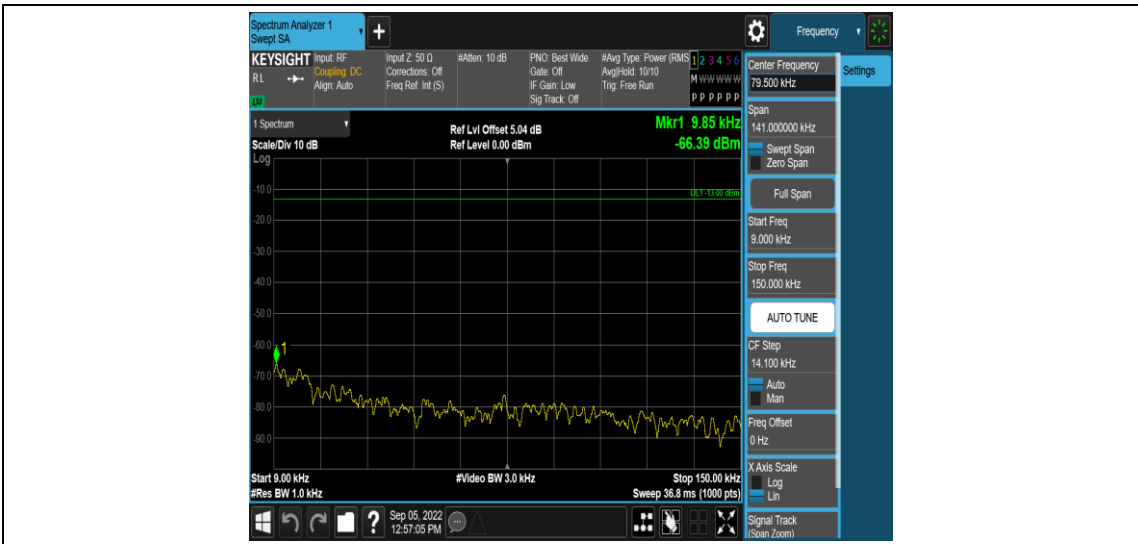 Spectrum Analyzer 1
Swept SA
+
Frequency
KEYSIGHT
RL
LXI
Input: RF
Coupling: DC
Align: Auto
Input Z: 50 Ω
Corrections: Off
Freq Ref: Int (S)
#Atten: 10 dB
PNO: Best Wide
Gate: Off
IF Gain: Low
Sig Track: Off
#Avg Type: Power (RMS
Avg|Hold: 10/10
Trig: Free Run
1 2 3 4 5 6
M W W W W W
P P P P P P
Center Frequency
79.500 kHz
Settings
Span
141.000000 kHz
Swept Span
Zero Span
Full Span
Start Freq
9.000 kHz
Stop Freq
150.000 kHz
AUTO TUNE
CF Step
14.100 kHz
Auto
Man
Freq Offset
0 Hz
X Axis Scale
Log
Lin
Signal Track
(Span Zoom)
1 Spectrum
Scale/Div 10 dB
Ref Lvl Offset 5.04 dB
Ref Level 0.00 dBm
Mkr1 9.85 kHz
-66.39 dBm
Log
DL1 -13.00 dBm
-10.0
-20.0
-30.0
-40.0
-50.0
-60.0
1
-70.0
-80.0
-90.0
Start 9.00 kHz
#Video BW 3.0 kHz
Stop 150.00 kHz
#Res BW 1.0 kHz
Sweep 36.8 ms (1000 pts)
?
Sep 05, 2022
12:57:05 PM